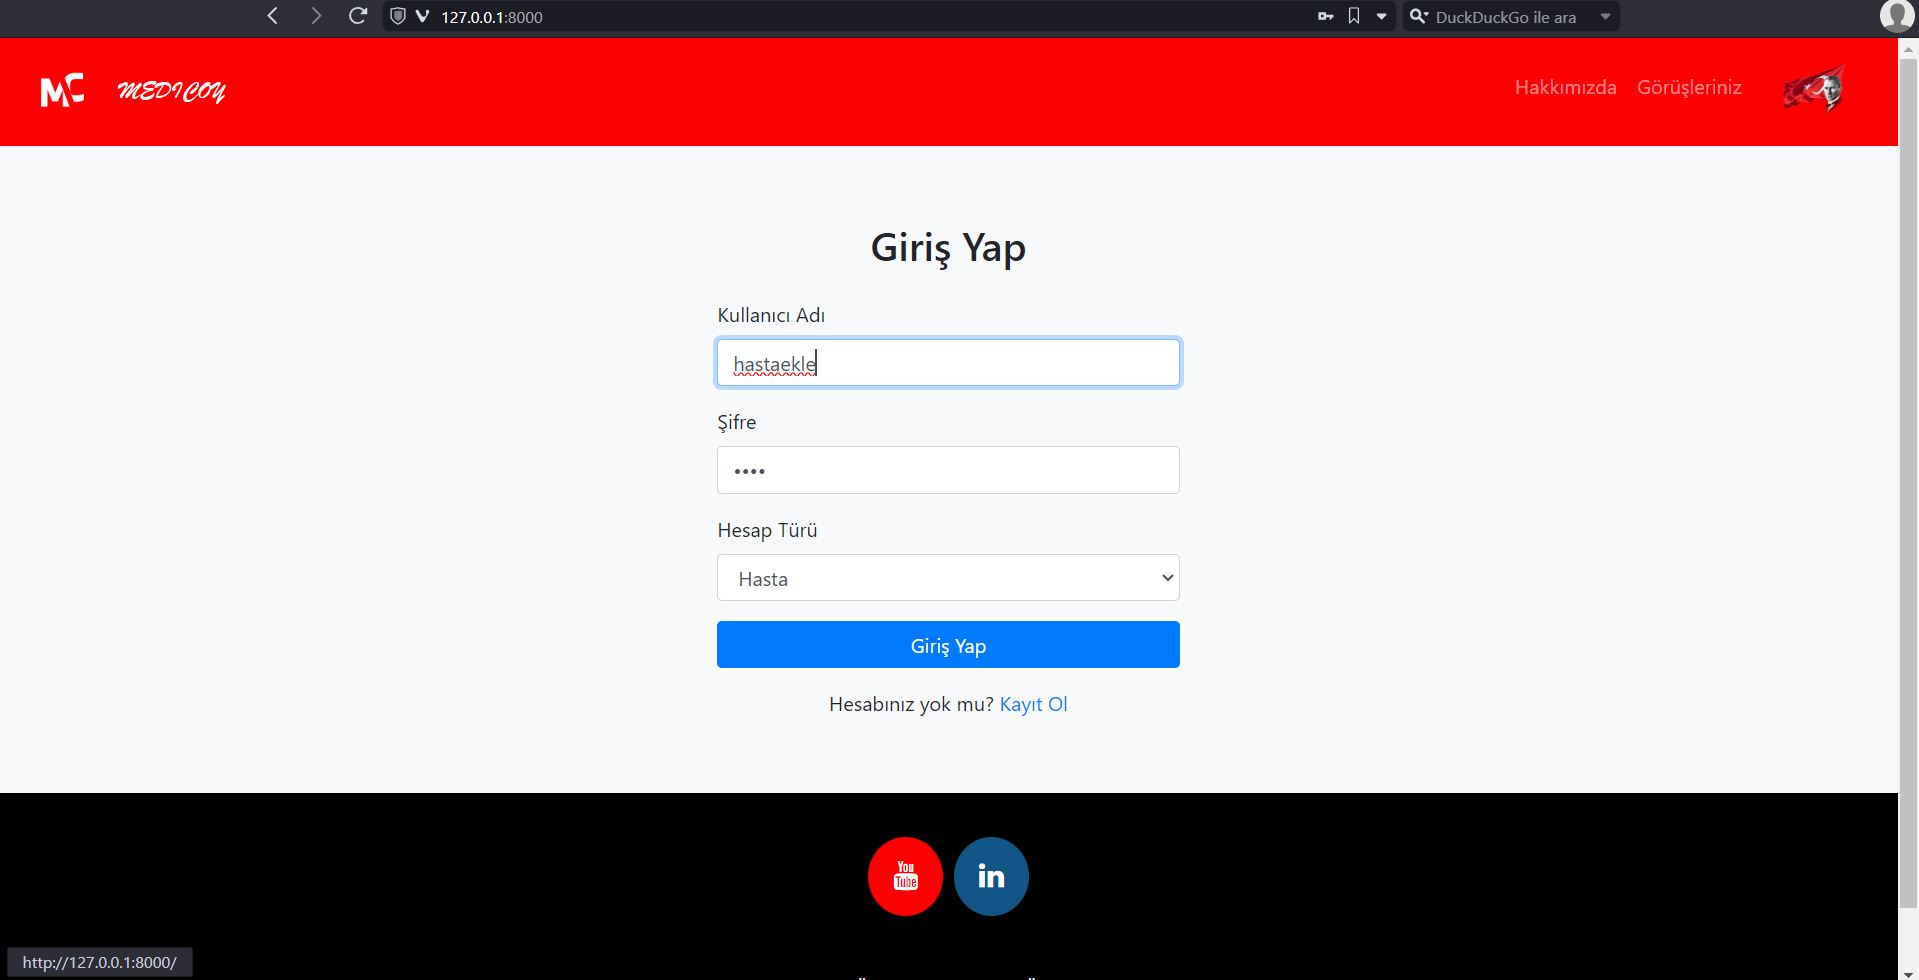 127.0.0.1:8000
DuckDuckGo ile ara
MC MEDICOY
Hakkımızda Görüşleriniz
Giriş Yap
Kullanıcı Adı
hastaekle
Şifre
••••
Hesap Türü
Hasta
Giriş Yap
Hesabınız yok mu? Kayıt Ol
You Tube in
http://127.0.0.1:8000/